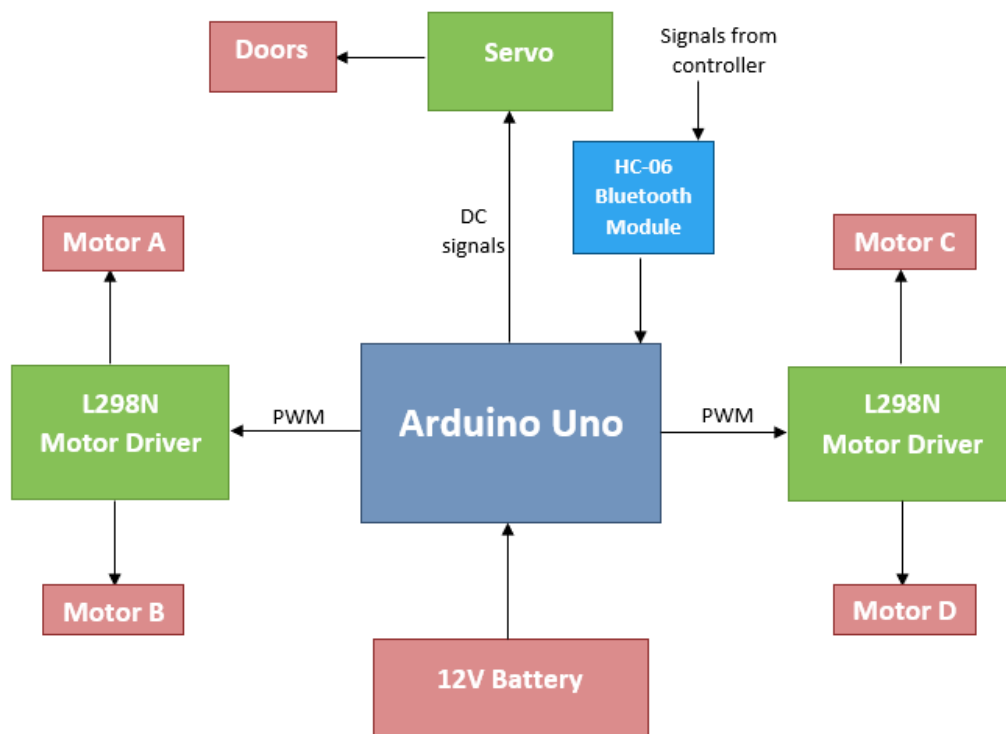 Doors
Servo
Signals from
controller
HC-06
Bluetooth
Module
DC
signals
Motor A
Motor C
L298N
Motor Driver
PWM
Arduino Uno
PWM
L298N
Motor Driver
Motor B
Motor D
12V Battery